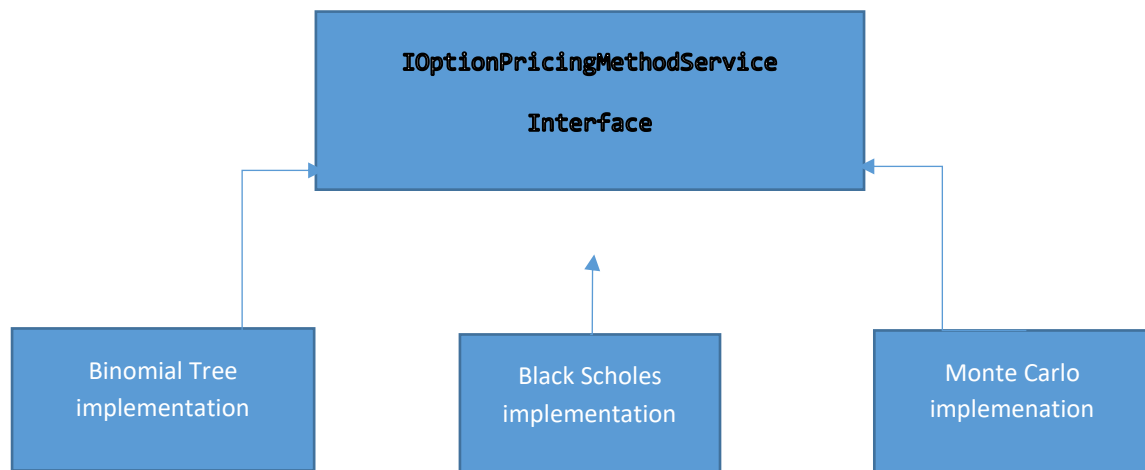 IOptionPricingMethodService
Interface
Binomial Tree
implementation
Black Scholes
implementation
Monte Carlo
implemenation